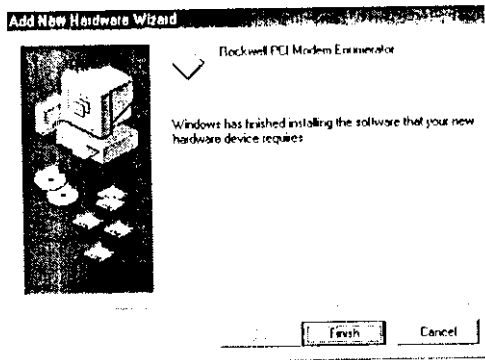 Add New Hardware Wizard
Rockwell PCI Modem Enumerator
Windows has finished installing the software that your new
hardware device requires
Finish
Cancel